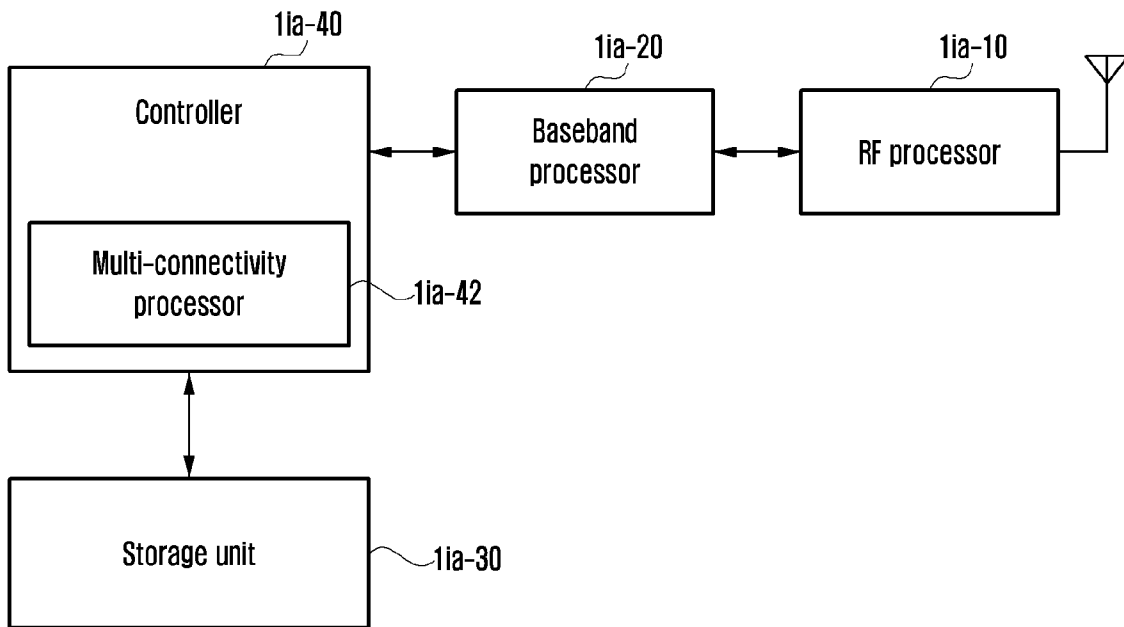 1ia-40
1ia-20
1ia-10
Controller
Baseband
processor
RF processor
Multi-connectivity
processor
1ia-42
Storage unit
1ia-30